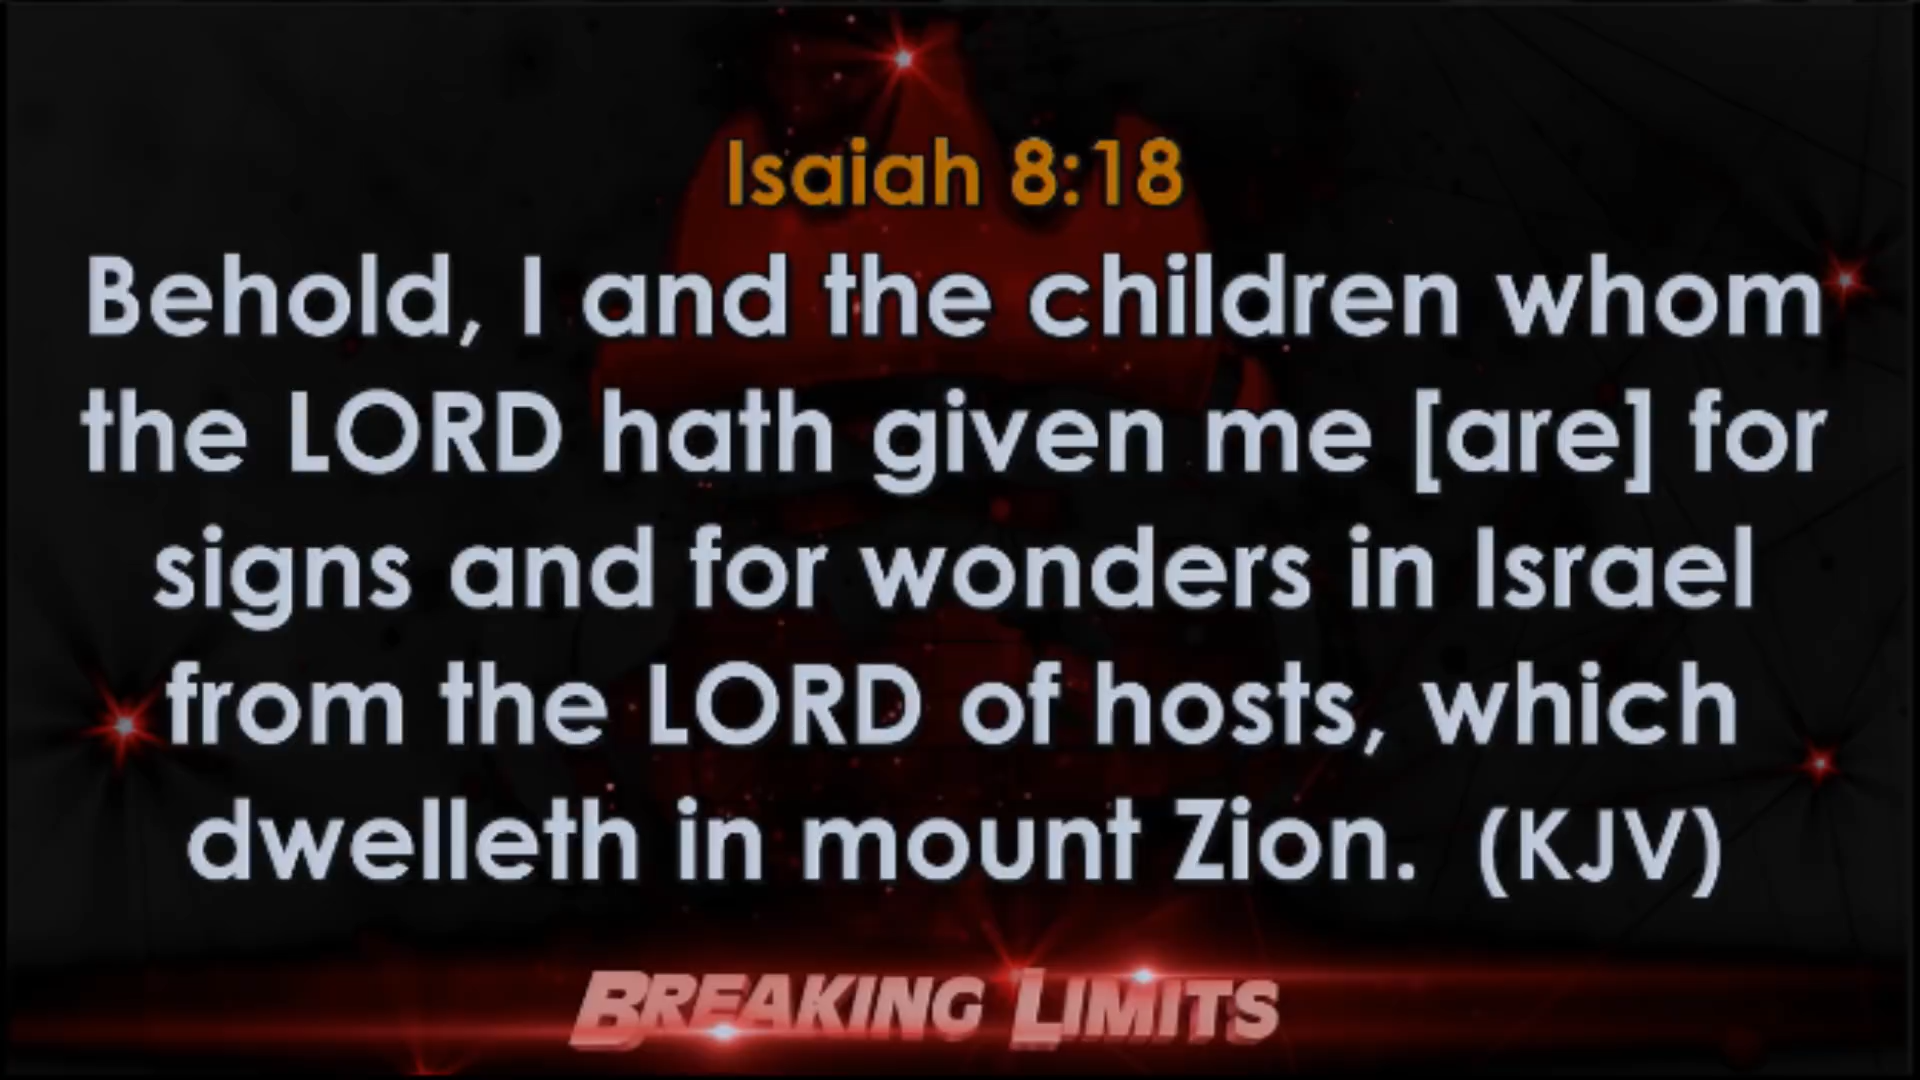 Isaiah 8:18
Behold, I and the children whom
the LORD hath given me [are] for
signs and for wonders in Israel
from the LORD of hosts, which
dwelleth in mount Zion.  (KJV)
BREAKING LIMITS